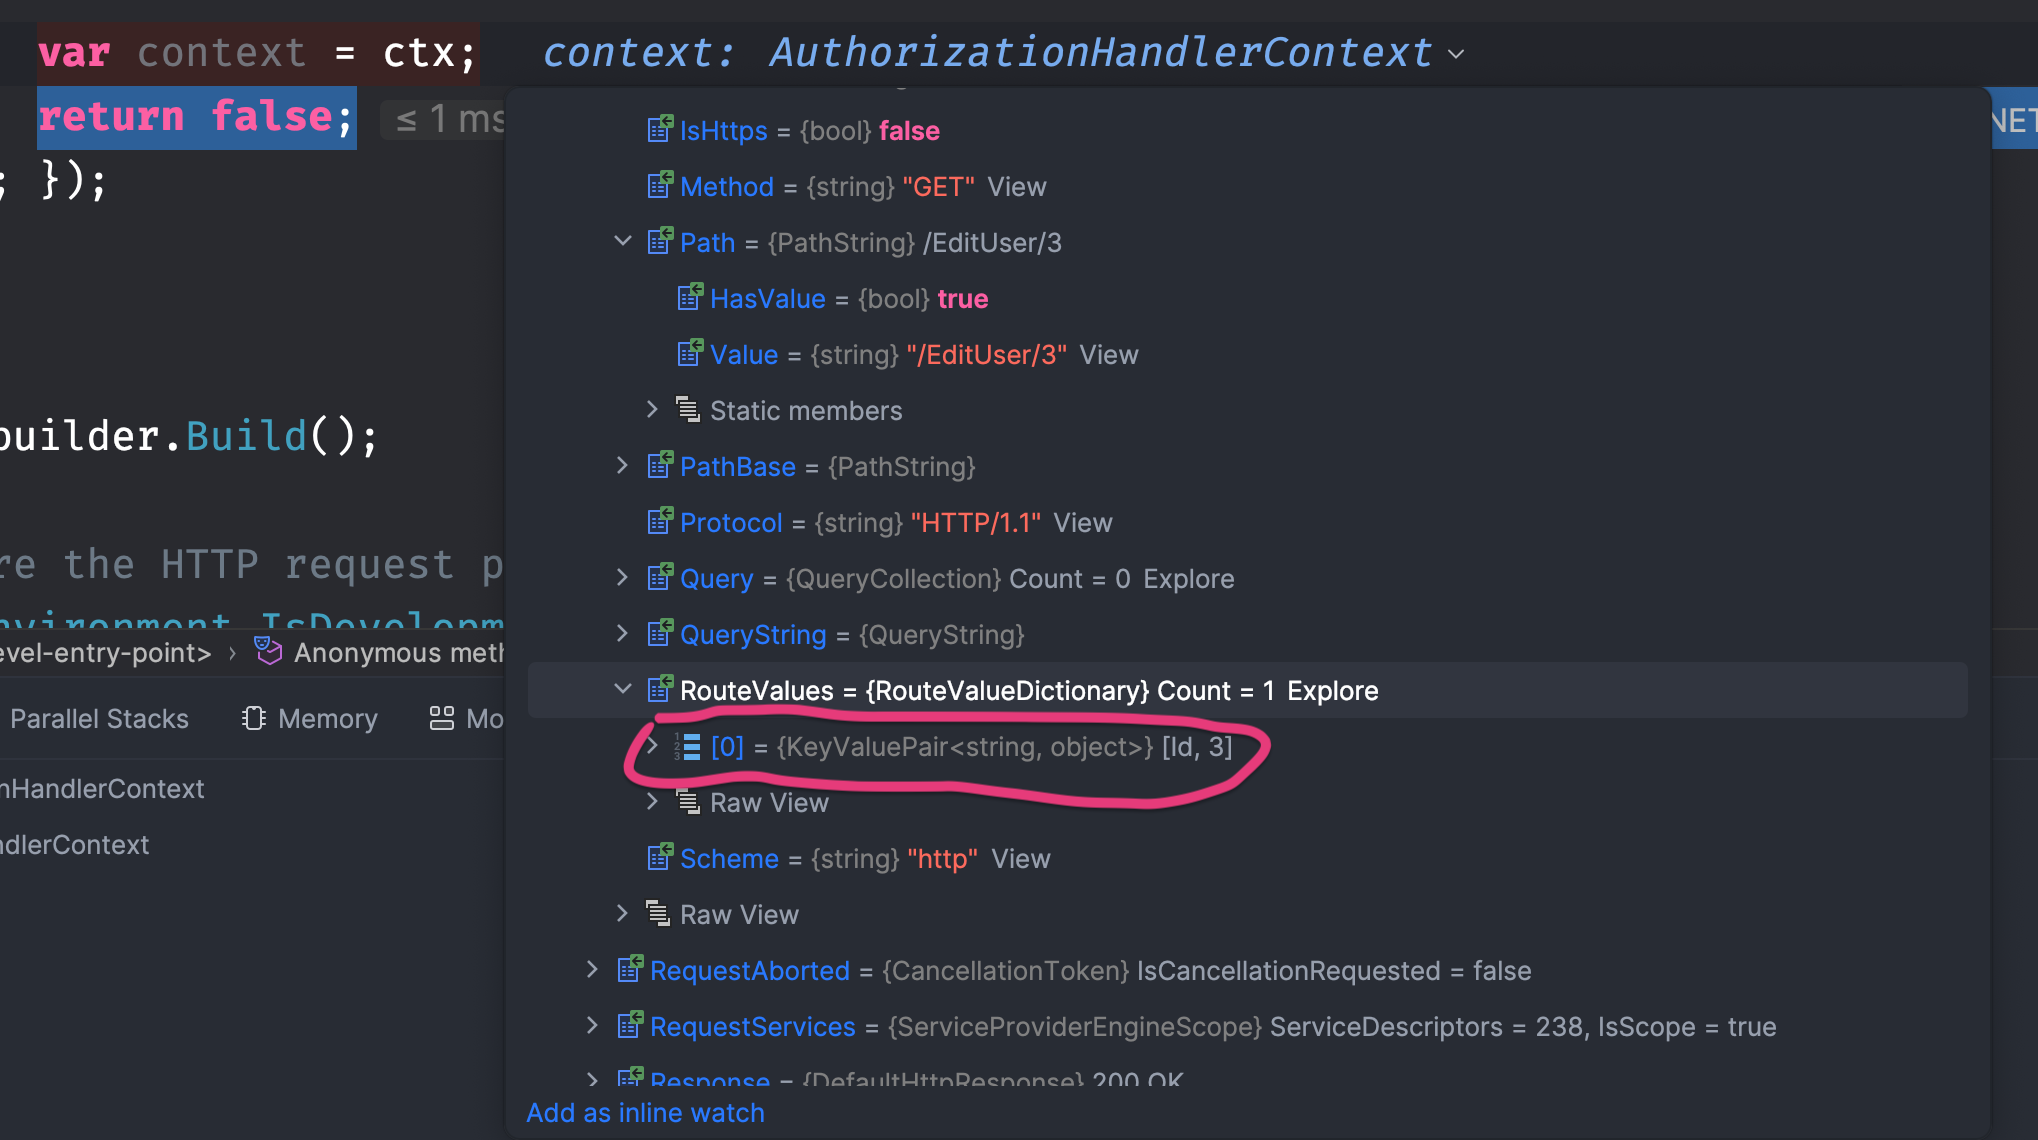 var context = ctx; context: AuthorizationHandlerContext
return false; ≤ 1 ms
; });
IsHttps = {bool} false
Method = {string} "GET" View
Path = {PathString} /EditUser/3
HasValue = {bool} true
Value = {string} "/EditUser/3" View
Static members
builder.Build();
PathBase = {PathString}
Protocol = {string} "HTTP/1.1" View
re the HTTP request p
Query = {QueryCollection} Count = 0 Explore
nvironment.IsDevelopm
QueryString = {QueryString}
evel-entry-point> › Anonymous meth
RouteValues = {RouteValueDictionary} Count = 1 Explore
Parallel Stacks Memory Mo
[0] = {KeyValuePair<string, object>} [Id, 3]
nHandlerContext
Raw View
ndlerContext
Scheme = {string} "http" View
Raw View
RequestAborted = {CancellationToken} IsCancellationRequested = false
RequestServices = {ServiceProviderEngineScope} ServiceDescriptors = 238, IsScope = true
Response = {DefaultHttpResponse} 200 OK
Add as inline watch
NET